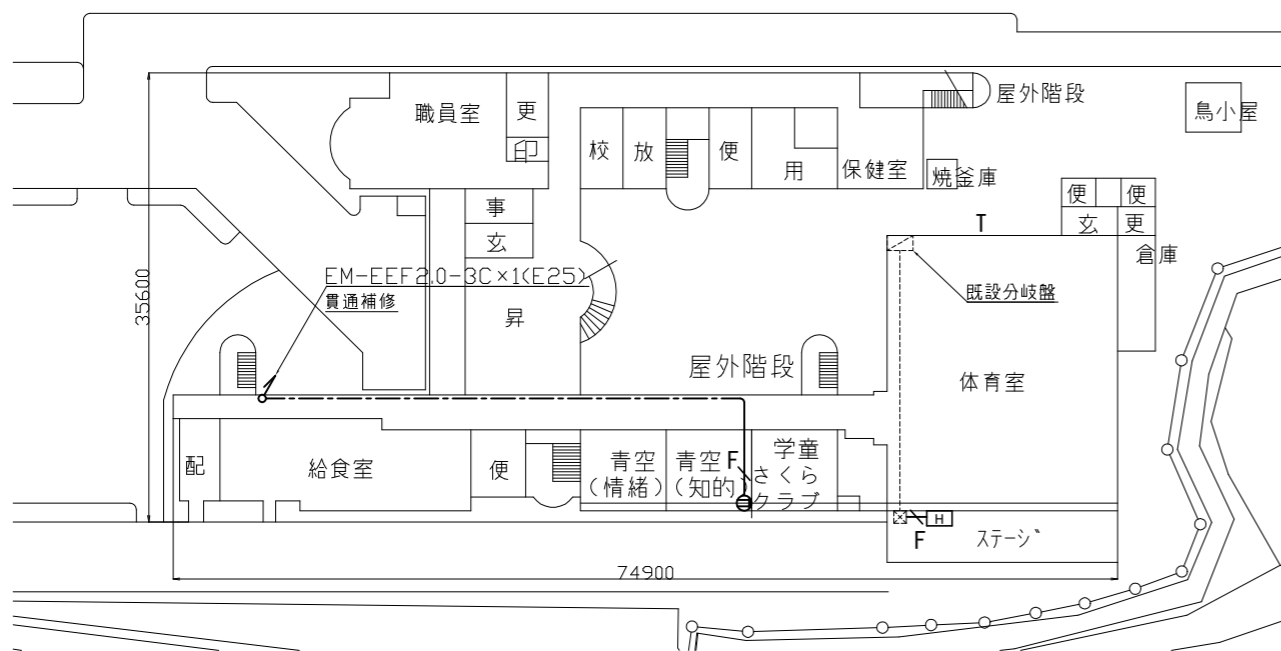 職員室
更
印
屋外階段
鳥小屋
校
放
便
用
保健室
焼釜庫
便
便
玄
更
倉庫
T
事
玄
EM-EEF2.0-3C×1(E25)
貫通補修
35600
昇
既設分岐盤
屋外階段
体育室
配
給食室
便
青空
(情緒)
青空
(知的)
F
学童
さくら
クラブ
F
H
ステージ
74900